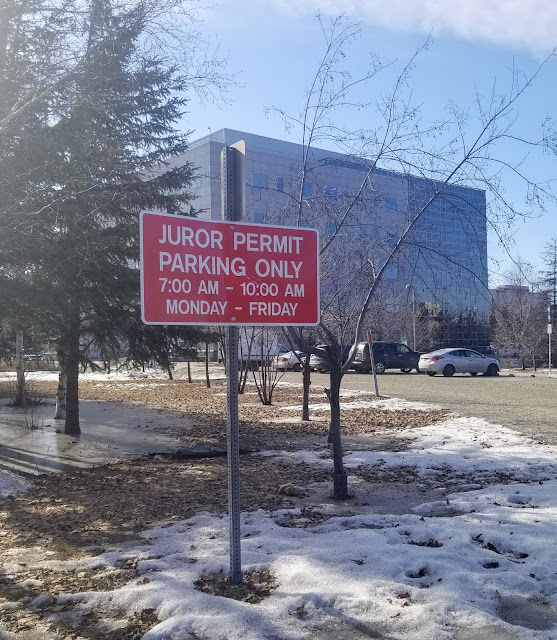 JUROR PERMIT
PARKING ONLY
7:00 AM - 10:00 AM
MONDAY - FRIDAY